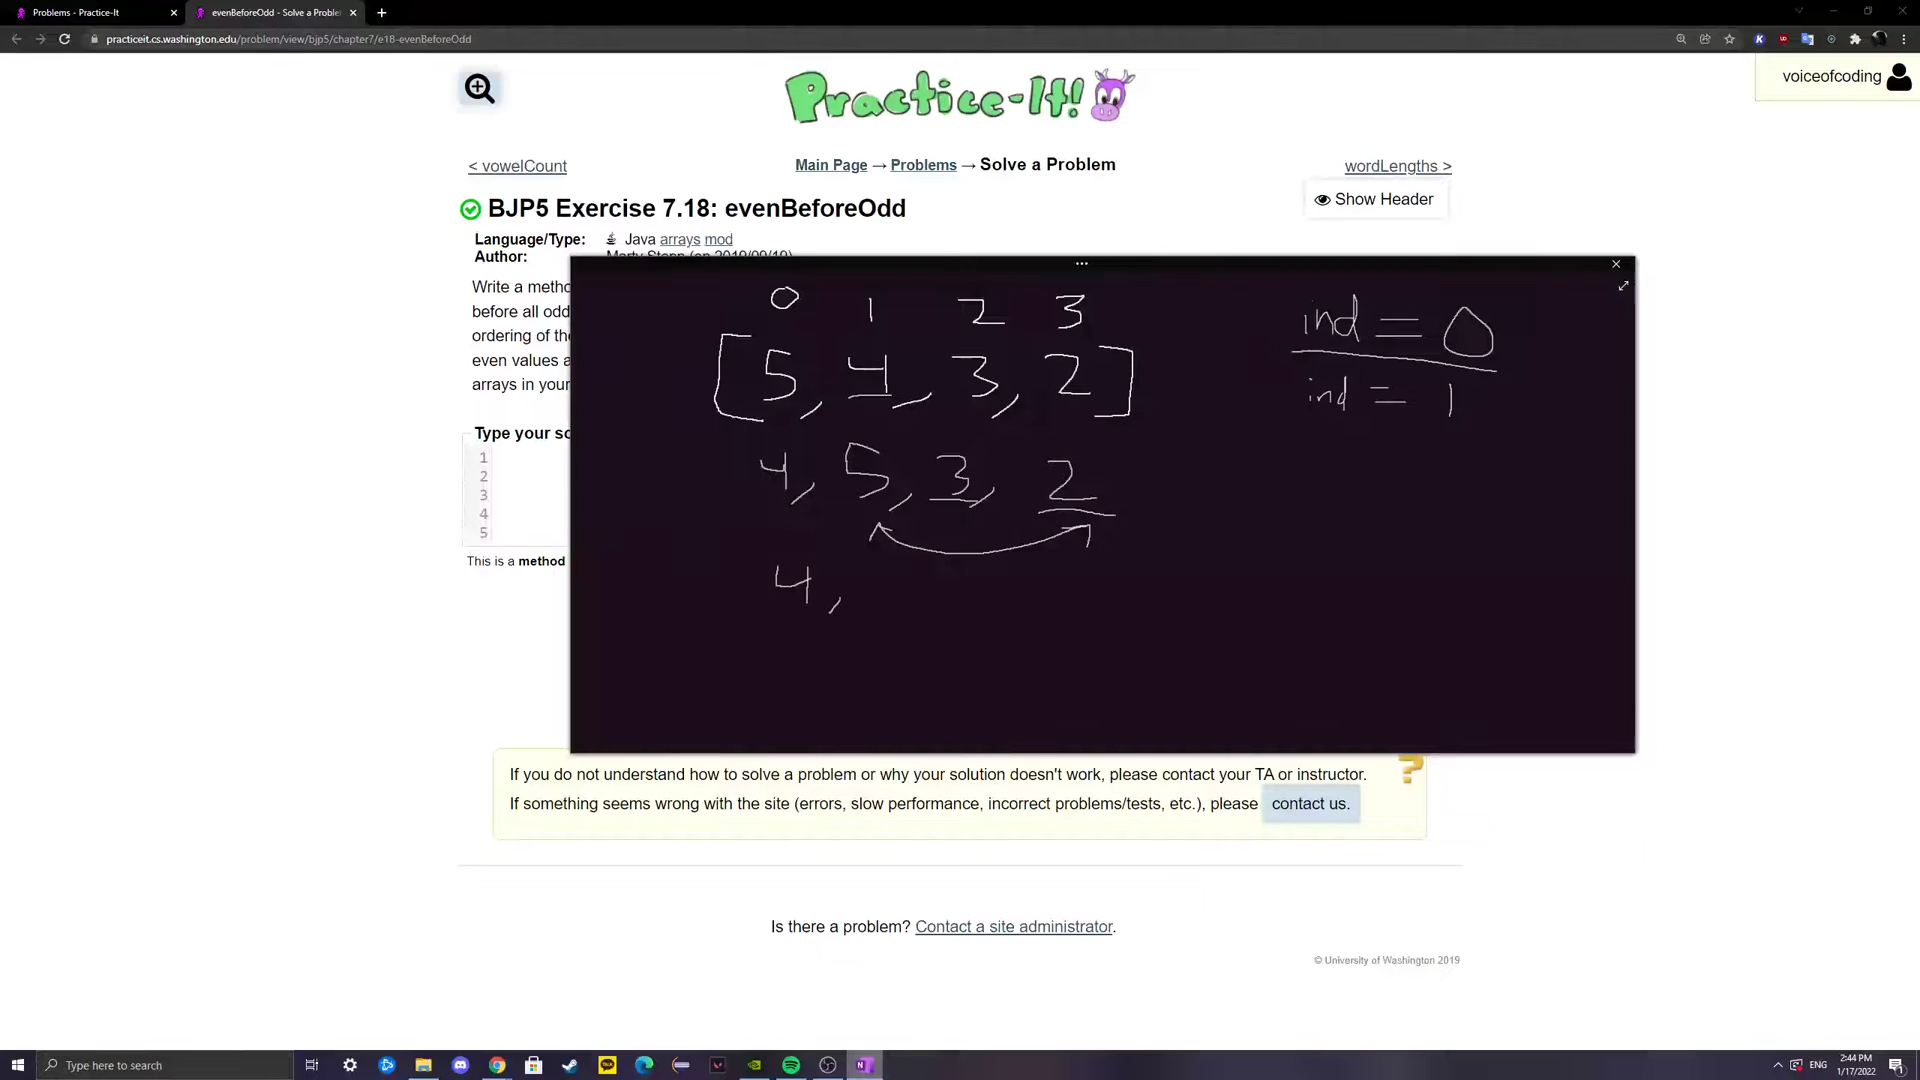 Problems - Practice-It
evenBeforeOdd - Solve a Proble
practiceit.cs.washington.edu/problem/view/bjp5/chapter7/e18-evenBeforeOdd
Practice-It!
voiceofcoding
< vowelCount
Main Page → Problems → Solve a Problem
wordLengths >
Show Header
BJP5 Exercise 7.18: evenBeforeOdd
Language/Type: Java arrays mod
Author:
Write a metho
before all odd
ordering of the
even values a
arrays in your
Type your so
1
2
3
4
5
This is a method
0 1 2 3
[5, 4, 3, 2]
4, 5, 3, 2
4,
ind = 0
ind = 1
If you do not understand how to solve a problem or why your solution doesn't work, please contact your TA or instructor.
If something seems wrong with the site (errors, slow performance, incorrect problems/tests, etc.), please contact us.
Is there a problem? Contact a site administrator.
© University of Washington 2019
Type here to search
ENG
2:44 PM
1/17/2022